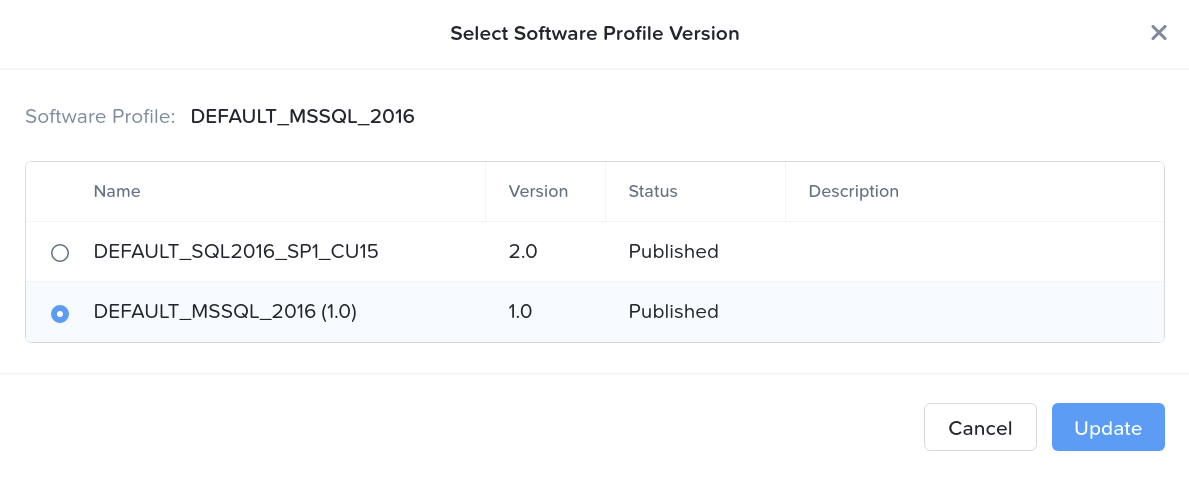 Select Software Profile Version
Software Profile: DEFAULT_MSSQL_2016
Name Version Status Description
DEFAULT_SQL2016_SP1_CU15 2.0 Published
DEFAULT_MSSQL_2016 (1.0) 1.0 Published
Cancel Update